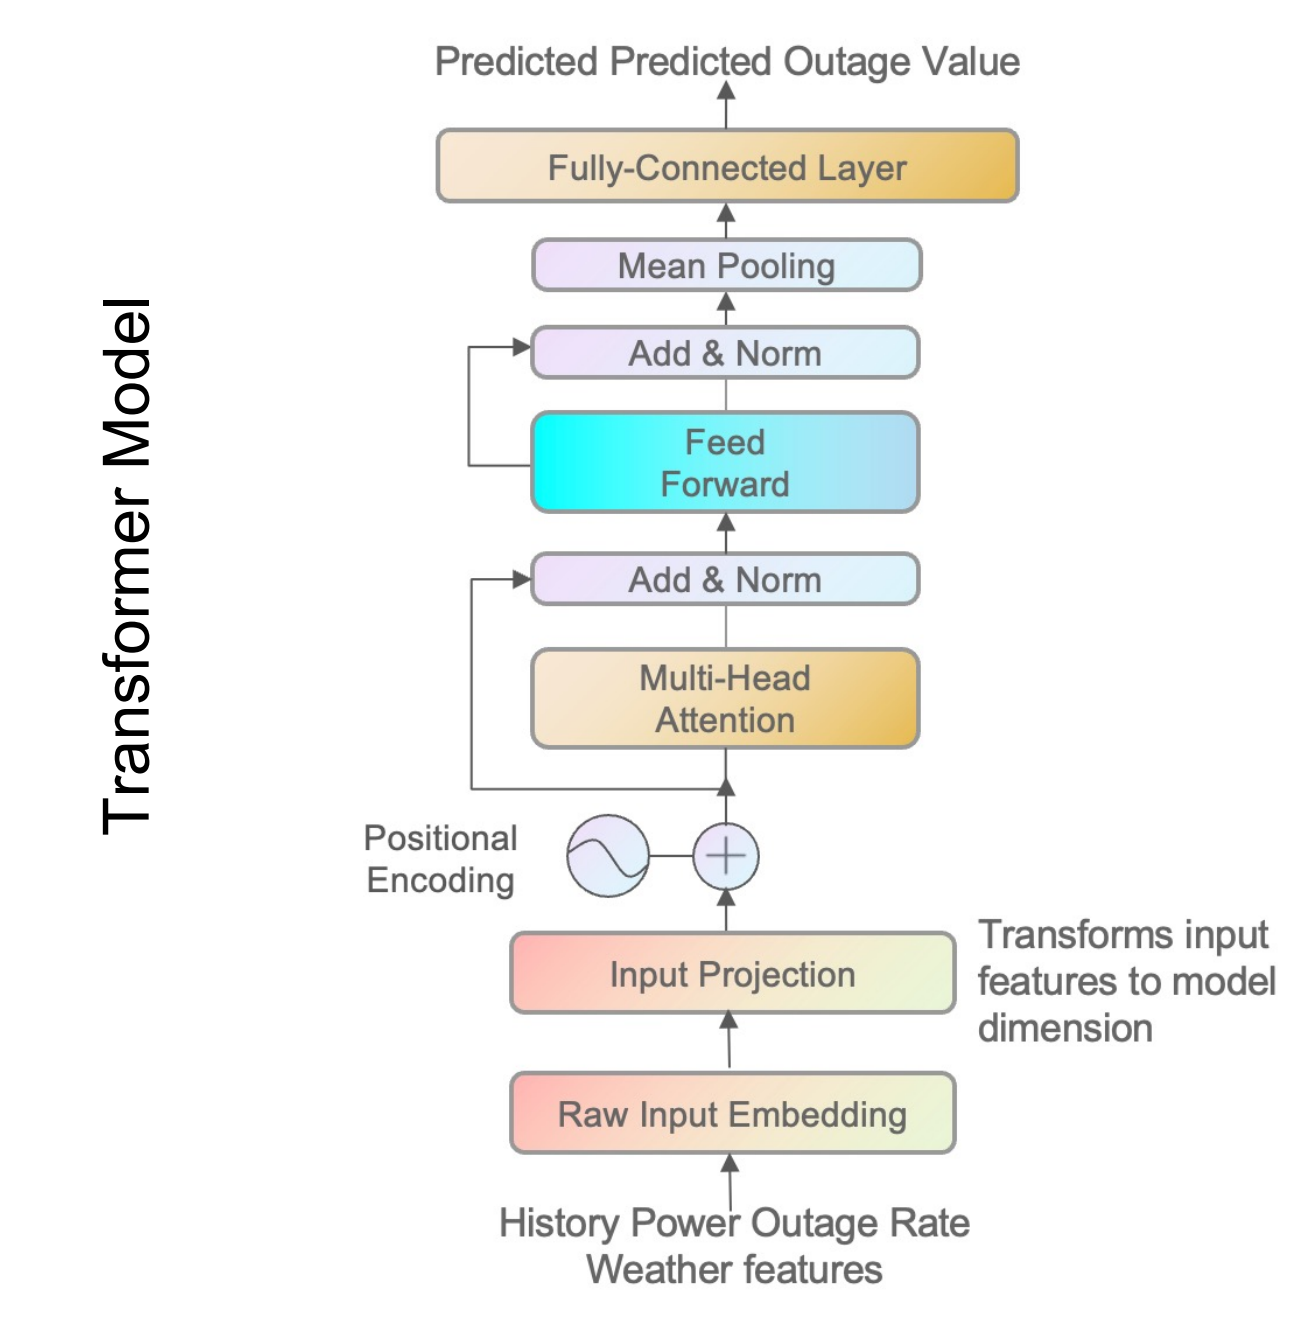 Transformer Model
Predicted Predicted Outage Value
Fully-Connected Layer
Mean Pooling
Add & Norm
Feed
Forward
Add & Norm
Multi-Head
Attention
Positional
Encoding
Input Projection
Transforms input
features to model
dimension
Raw Input Embedding
History Power Outage Rate
Weather features